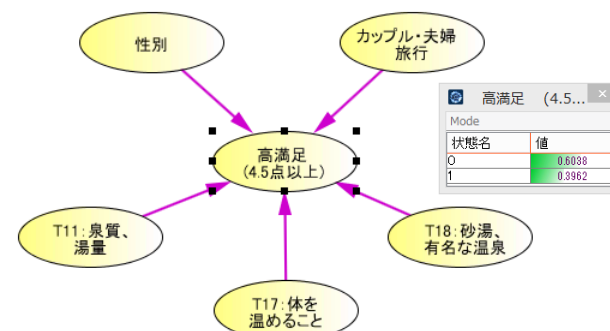 性別
カップル・夫婦
旅行
高満足 (4.5...
Mode
状態名 値
0 0.6038
1 0.3962
高満足
(4.5点以上)
T11:泉質、
湯量
T18:砂湯、
有名な温泉
T17:体を
温めること